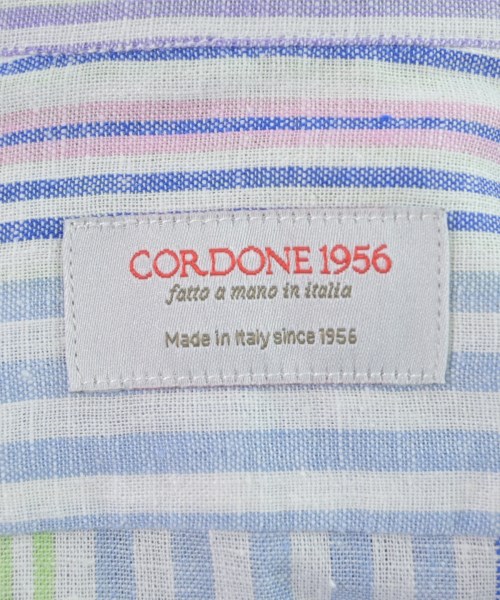 CORDONE 1956
fatto a mano in italia
Made in Italy since 1956